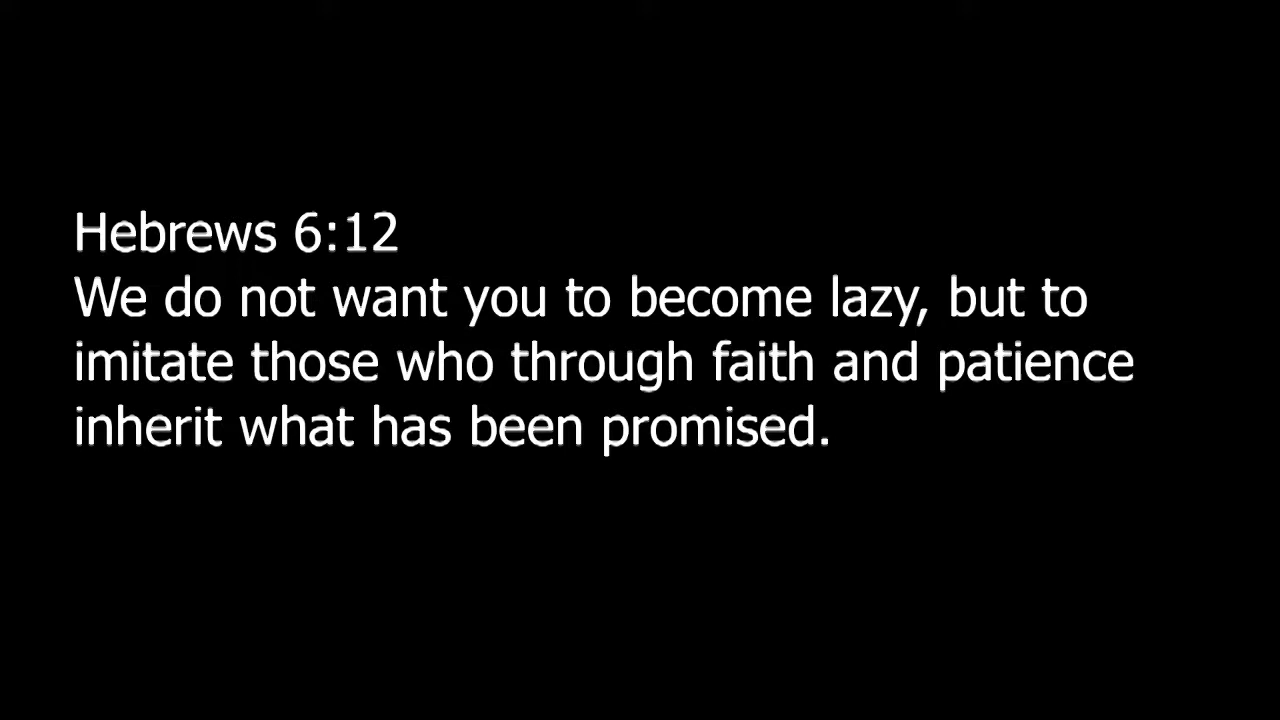 Hebrews 6:12
We do not want you to become lazy, but to
imitate those who through faith and patience
inherit what has been promised.